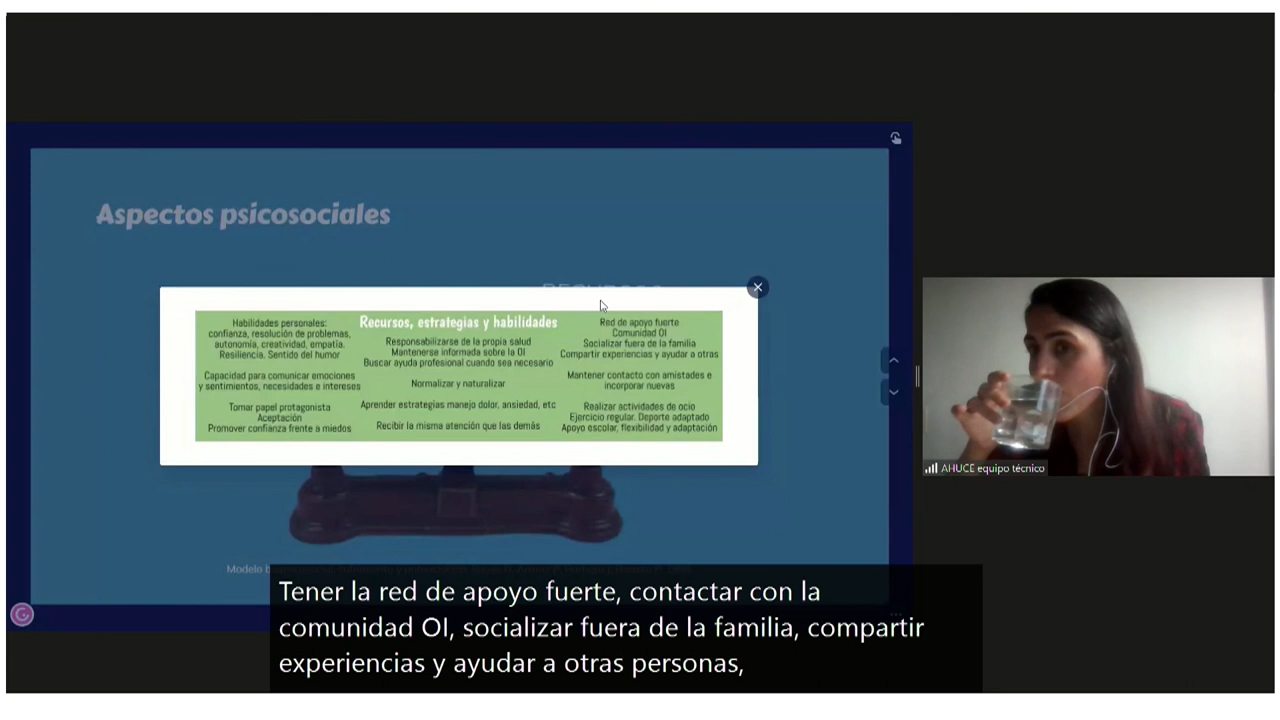 Aspectos psicosociales
RECURSOS
Habilidades personales:
confianza, resolución de problemas,
autonomía, creatividad, empatía.
Resiliencia. Sentido del humor
Capacidad para comunicar emociones
y sentimientos, necesidades e intereses
Tomar papel protagonista
Aceptación
Promover confianza frente a miedos
Recursos, estrategias y habilidades
Responsabilizarse de la propia salud
Mantenerse informada sobre la OI
Buscar ayuda profesional cuando sea necesario
Normalizar y naturalizar
Aprender estrategias manejo dolor, ansiedad, etc
Recibir la misma atención que las demás
Red de apoyo fuerte
Comunidad OI
Socializar fuera de la familia
Compartir experiencias y ayudar a otras
Mantener contacto con amistades e
incorporar nuevas
Realizar actividades de ocio
Ejercicio regular. Deporte adaptado
Apoyo escolar, flexibilidad y adaptación
Modelo
AHUCE equipo técnico
Tener la red de apoyo fuerte, contactar con la
comunidad OI, socializar fuera de la familia, compartir
experiencias y ayudar a otras personas,